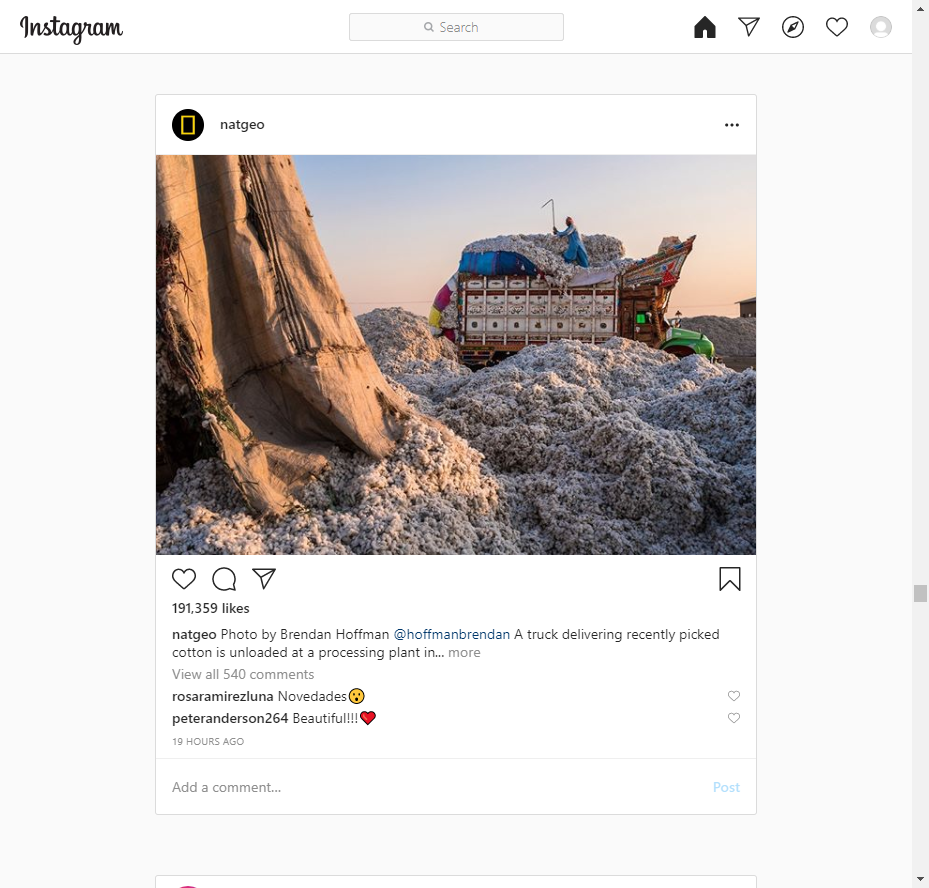 Instagram
Search
natgeo
191,359 likes
natgeo Photo by Brendan Hoffman @hoffmanbrendan A truck delivering recently picked
cotton is unloaded at a processing plant in... more
View all 540 comments
rosaramirezluna Novedades😮
peteranderson264 Beautiful!!!❤️
19 HOURS AGO
Add a comment... Post